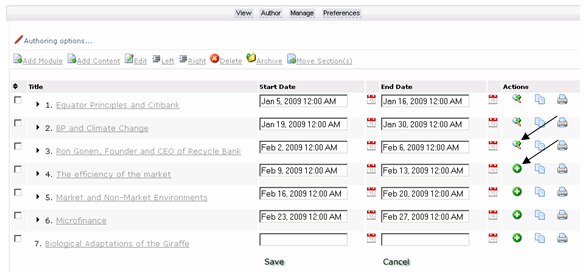 View Author Manage Preferences
Authoring options...
Add Module Add Content Edit Left Right Delete Archive Move Section(s)
Title Start Date End Date Actions
1. Equator Principles and Citibank Jan 5, 2009 12:00 AM Jan 16, 2009 12:00 AM
2. BP and Climate Change Jan 19, 2009 12:00 AM Jan 30, 2009 12:00 AM
3. Ron Gonen, Founder and CEO of Recycle Bank Feb 2, 2009 12:00 AM Feb 6, 2009 12:00 AM
4. The efficiency of the market Feb 9, 2009 12:00 AM Feb 13, 2009 12:00 AM
5. Market and Non-Market Environments Feb 16, 2009 12:00 AM Feb 20, 2009 12:00 AM
6. Microfinance Feb 23, 2009 12:00 AM Feb 27, 2009 12:00 AM
7. Biological Adaptations of the Giraffe
Save Cancel